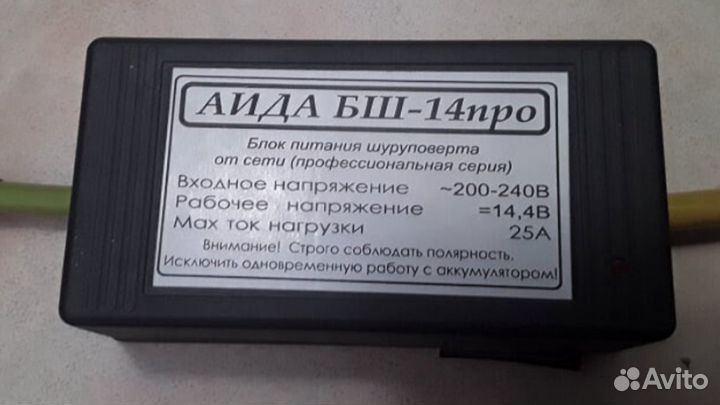 АИДА БШ-14про
Блок питания шуруповерта
от сети (профессиональная серия)
Входное напряжение ~200-240В
Рабочее напряжение =14,4В
Мах ток нагрузки 25А
Внимание! Строго соблюдать полярность.
Исключить одновременную работу с аккумулятором!
Avito